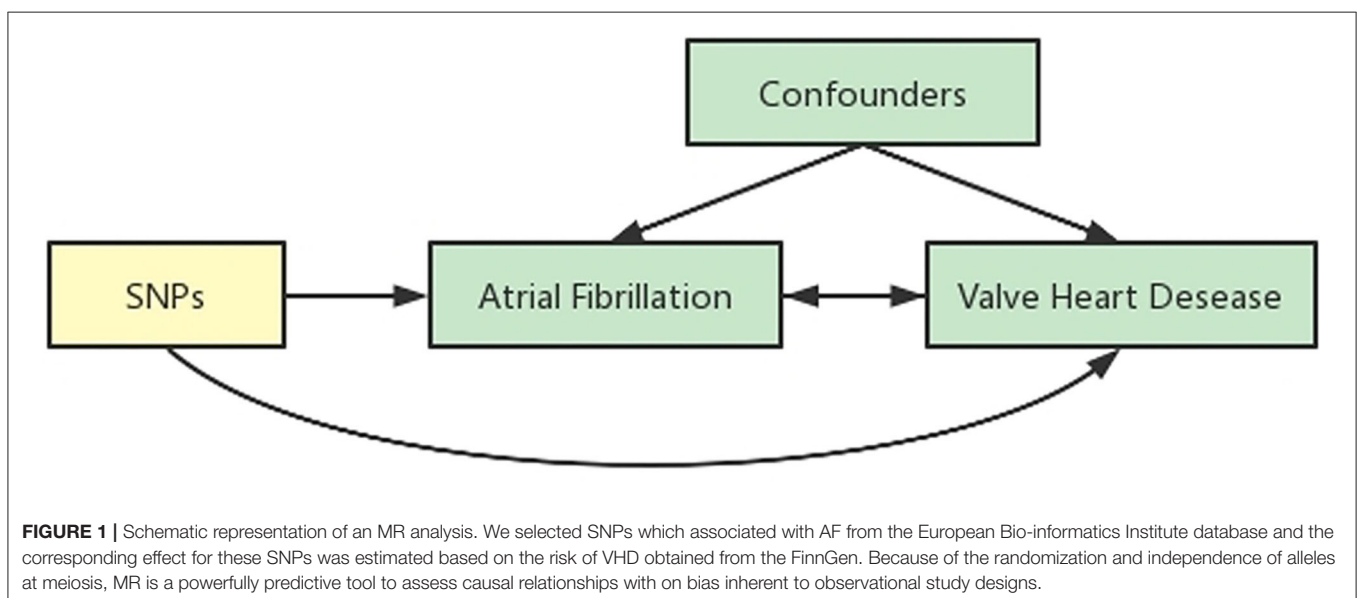 Confounders
SNPs
Atrial Fibrillation
Valve Heart Desease
FIGURE 1 | Schematic representation of an MR analysis. We selected SNPs which associated with AF from the European Bio-informatics Institute database and the
corresponding effect for these SNPs was estimated based on the risk of VHD obtained from the FinnGen. Because of the randomization and independence of alleles
at meiosis, MR is a powerfully predictive tool to assess causal relationships with on bias inherent to observational study designs.